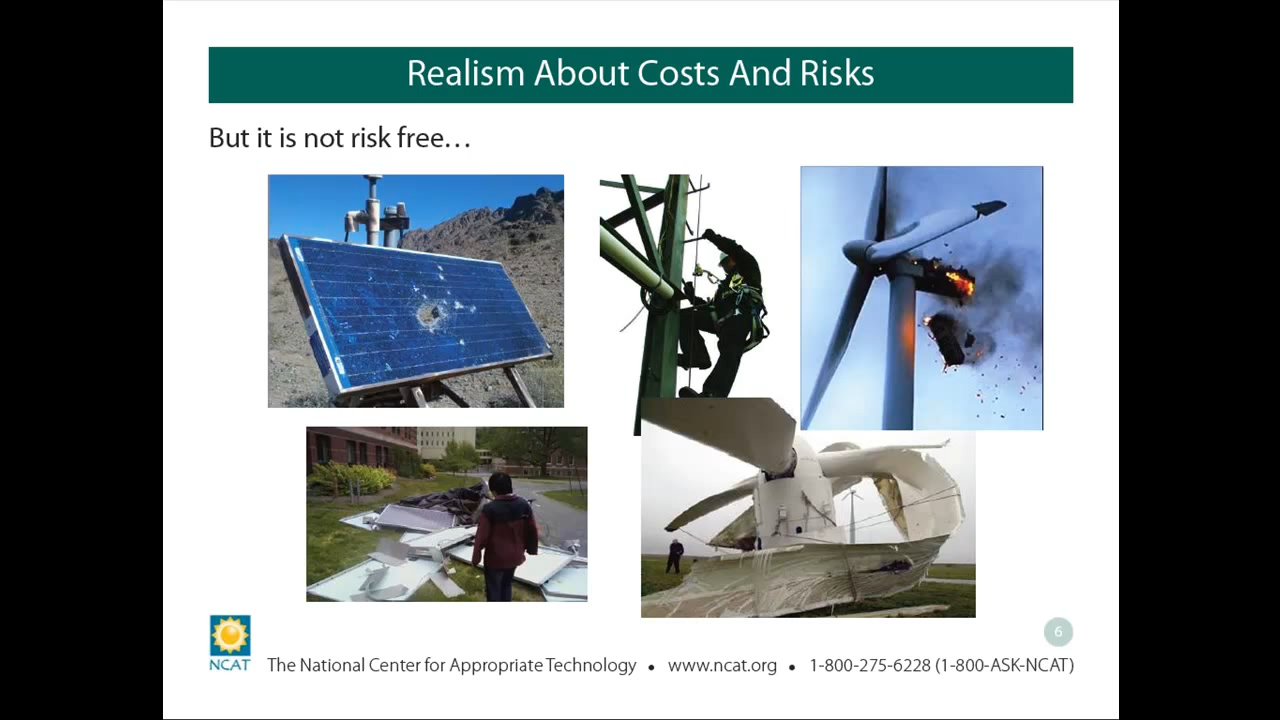 Realism About Costs And Risks
But it is not risk free…
6
NCAT
The National Center for Appropriate Technology • www.ncat.org • 1-800-275-6228 (1-800-ASK-NCAT)